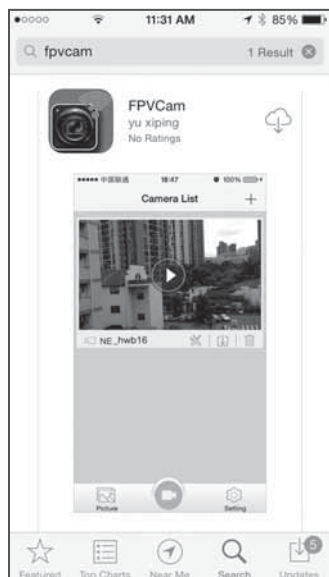 11:31 AM 85%
fpvcam 1 Result
FPVCam
yu xiping
No Ratings
中国联通 18:47 100%
Camera List
NE_hwb16
Picture Setting
5
Featured Top Charts Near Me Search Updates